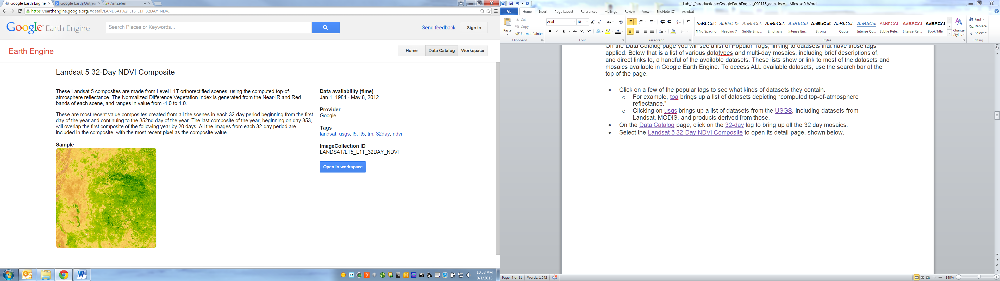 Google Earth Engine
Google Earth Outrea
ArifZefen
https://earthengine.google.org/#detail/LANDSAT%2FLT5_L1T_32DAY_NDVI
Google Earth Engine
Search Places or Keywords...
Send feedback
Sign in
Earth Engine
Home
Data Catalog
Workspace
Landsat 5 32-Day NDVI Composite
These Landsat 5 composites are made from Level L1T orthorectified scenes, using the computed top-of-
atmosphere reflectance. The Normalized Difference Vegetation Index is generated from the Near-IR and Red
bands of each scene, and ranges in value from -1.0 to 1.0.
These are most recent value composites created from all the scenes in each 32-day period beginning from the first
day of the year and continuing to the 352nd day of the year. The last composite of the year, beginning on day 353,
will overlap the first composite of the following year by 20 days. All the images from each 32-day period are
included in the composite, with the most recent pixel as the composite value.
Sample
Data availability (time)
Jan 1, 1984 - May 8, 2012
Provider
Google
Tags
landsat, usgs, l5, lt5, tm, 32day, ndvi
ImageCollection ID
LANDSAT/LT5_L1T_32DAY_NDVI
Open in workspace
10:58 AM
9/1/2015
Lab_1_IntroductiontoGoogleEarthEngine_090115_aam.docx - Microsoft Word
File Home Insert Page Layout References Mailings Review View EndNote X7 Acrobat
Paste
Cut
Copy
Format Painter
Clipboard
Arial 10
Font
Paragraph
AaBbCcD AaBbCcDc AaBbCcD AaBbCcD AaBbCcD AaBbCcD AaBbCcD AaBbCcD AaBbCcD AaBbCcD AaBbCcD
¶ No Spacing Heading 7 Subtle Emp... Emphasis Intense Em... Strong Quote Intense Qu... Subtle Refe... Intense Ref... Book Title
Change
Styles
Styles
Find
Replace
Select
Editing
On the Data Catalog page you will see a list of Popular Tags, linking to datasets that have those tags
applied. Below that is a list of various datatypes and multi-day mosaics, including brief descriptions of,
and direct links to, a handful of the available datasets. These lists show or link to most of the datasets and
mosaics available in Google Earth Engine. To access ALL available datasets, use the search bar at the
top of the page.
• Click on a few of the popular tags to see what kinds of datasets they contain.
o For example, toa brings up a list of datasets depicting “computed top-of-atmosphere
reflectance.”
o Clicking on usgs brings up a list of datasets from the USGS, including datasets from
Landsat, MODIS, and products derived from those.
• On the Data Catalog page, click on the 32-day tag to bring up all the 32 day mosaics.
• Select the Landsat 5 32-Day NDVI Composite to open its detail page, shown below.
Page: 4 of 11 Words: 1,942
140%